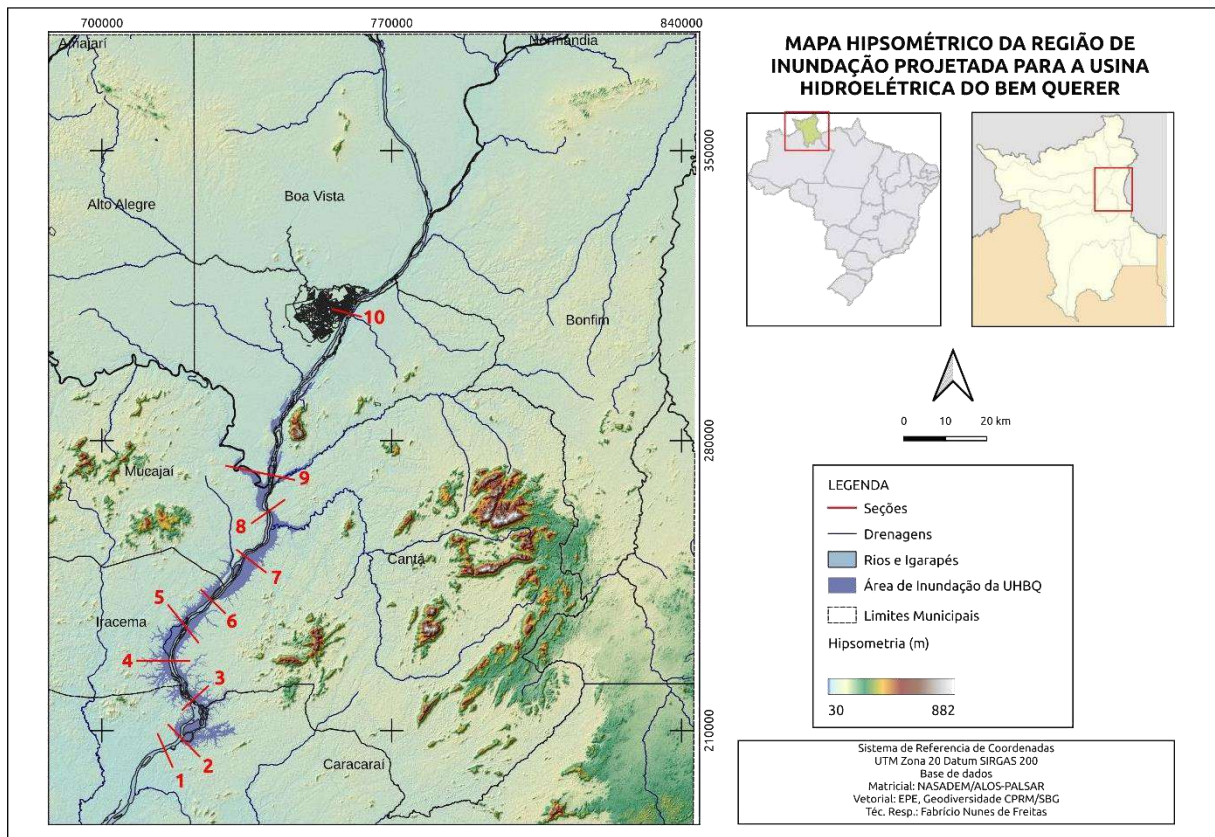 700000
770000
840000
Amajarí
Normandia
350000
Boa Vista
Alto Alegre
10
Bonfim
280000
Mucajaí
9
8
Cantá
7
5
6
Iracema
4
3
210000
2
1
Caracaraí
MAPA HIPSOMÉTRICO DA REGIÃO DE
INUNDAÇÃO PROJETADA PARA A USINA
HIDROELÉTRICA DO BEM QUERER
0 10 20 km
LEGENDA
Seções
Drenagens
Rios e Igarapés
Área de Inundação da UHBQ
Limites Municipais
Hipsometria (m)
30 882
Sistema de Referencia de Coordenadas
UTM Zona 20 Datum SIRGAS 200
Base de dados
Matricial: NASADEM/ALOS-PALSAR
Vetorial: EPE, Geodiversidade CPRM/SBG
Téc. Resp.: Fabrício Nunes de Freitas